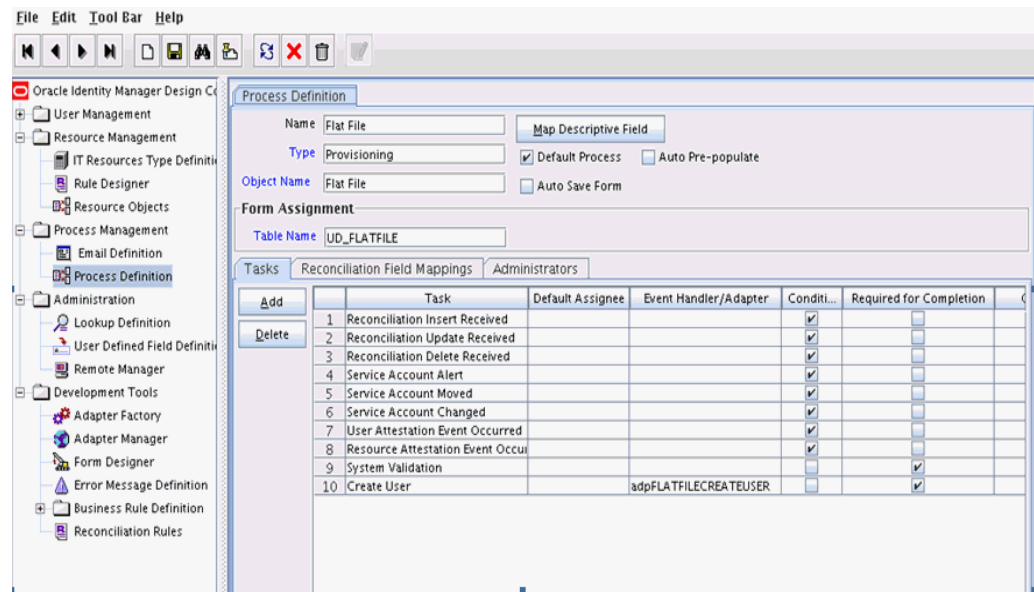 File Edit Tool Bar Help
Oracle Identity Manager Design Co
User Management
Resource Management
IT Resources Type Definiti
Rule Designer
Resource Objects
Process Management
Email Definition
Process Definition
Administration
Lookup Definition
User Defined Field Definiti
Remote Manager
Development Tools
Adapter Factory
Adapter Manager
Form Designer
Error Message Definition
Business Rule Definition
Reconciliation Rules
Process Definition
Name Flat File Map Descriptive Field
Type Provisioning Default Process Auto Pre-populate
Object Name Flat File Auto Save Form
Form Assignment
Table Name UD_FLATFILE
Tasks Reconciliation Field Mappings Administrators
Add
Delete
Task Default Assignee Event Handler/Adapter Conditi... Required for Completion
1 Reconciliation Insert Received
2 Reconciliation Update Received
3 Reconciliation Delete Received
4 Service Account Alert
5 Service Account Moved
6 Service Account Changed
7 User Attestation Event Occurred
8 Resource Attestation Event Occur
9 System Validation
10 Create User adpFLATFILECREATEUSER